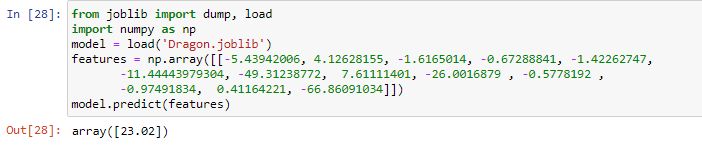 In [28]: from joblib import dump, load
import numpy as np
model = load('Dragon.joblib')
features = np.array([[-5.43942006, 4.12628155, -1.6165014, -0.67288841, -1.42262747,
-11.44443979304, -49.31238772, 7.61111401, -26.0016879 , -0.5778192 ,
-0.97491834, 0.41164221, -66.86091034]])
model.predict(features)
Out[28]: array([23.02])